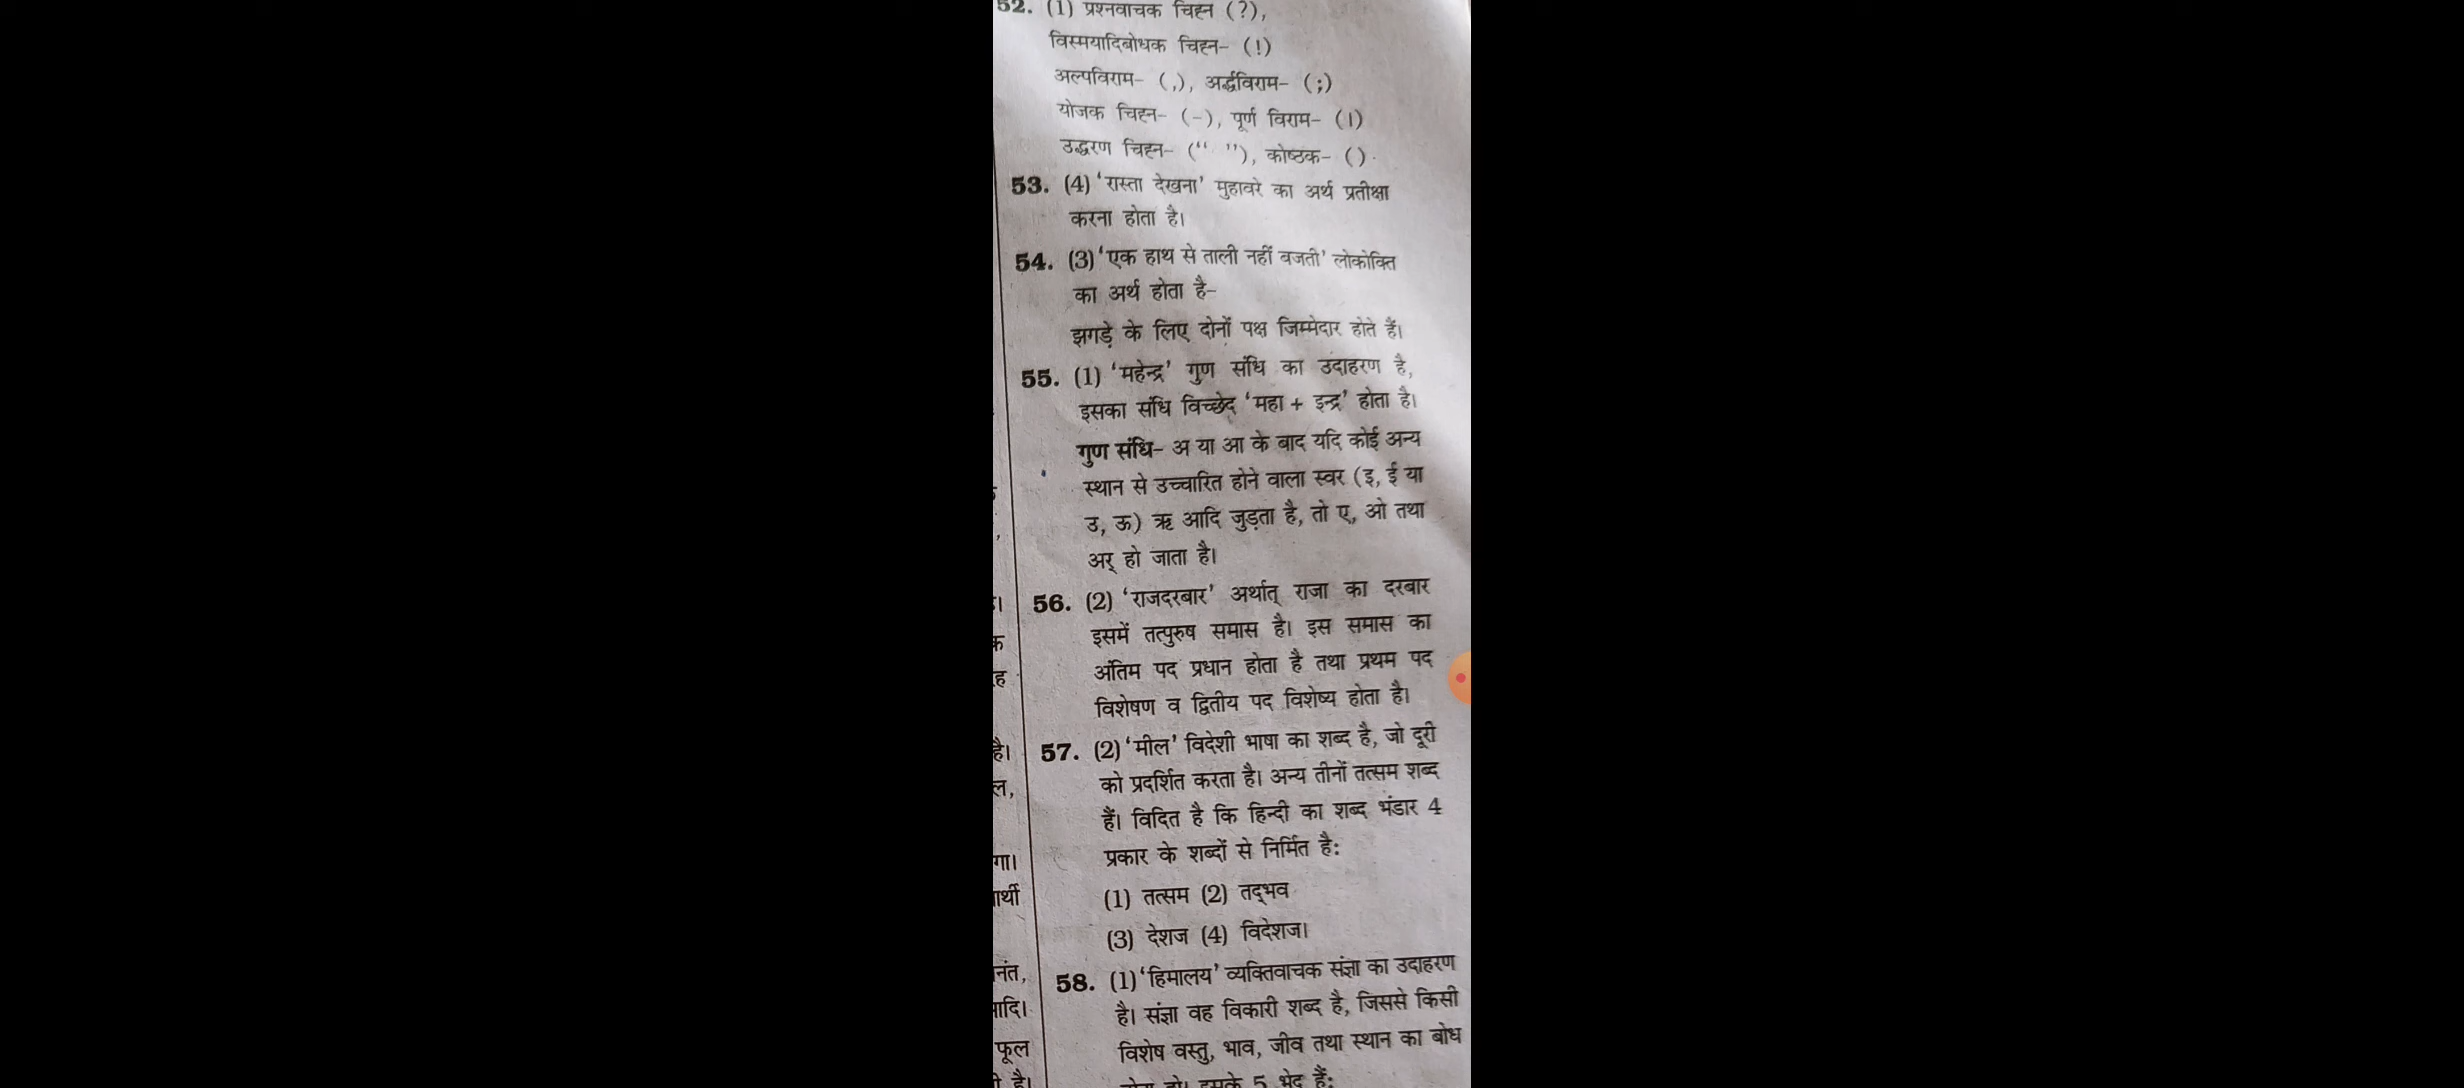 52. (1) प्रश्नवाचक चिह्न (?),
विस्मयादिबोधक चिह्न- (!)
अल्पविराम- (,), अर्द्धविराम- (;)
योजक चिह्न- (-), पूर्ण विराम- (।)
उद्धरण चिह्न- (“ ”), कोष्ठक- ()
53. (4) ‘रास्ता देखना’ मुहावरे का अर्थ प्रतीक्षा
करना होता है।
54. (3) ‘एक हाथ से ताली नहीं बजती’ लोकोक्ति
का अर्थ होता है-
झगड़े के लिए दोनों पक्ष जिम्मेदार होते हैं।
55. (1) ‘महेन्द्र’ गुण संधि का उदाहरण है,
इसका संधि विच्छेद ‘महा + इन्द्र’ होता है।
गुण संधि- अ या आ के बाद यदि कोई अन्य
स्थान से उच्चारित होने वाला स्वर (इ, ई या
उ, ऊ) ऋ आदि जुड़ता है, तो ए, ओ तथा
अर् हो जाता है।
56. (2) ‘राजदरबार’ अर्थात् राजा का दरबार
इसमें तत्पुरुष समास है। इस समास का
अंतिम पद प्रधान होता है तथा प्रथम पद
विशेषण व द्वितीय पद विशेष्य होता है।
57. (2) ‘मील’ विदेशी भाषा का शब्द है, जो दूरी
को प्रदर्शित करता है। अन्य तीनों तत्सम शब्द
हैं। विदित है कि हिन्दी का शब्द भंडार 4
प्रकार के शब्दों से निर्मित है:
(1) तत्सम (2) तद्‌भव
(3) देशज (4) विदेशज।
58. (1) ‘हिमालय’ व्यक्तिवाचक संज्ञा का उदाहरण
है। संज्ञा वह विकारी शब्द है, जिससे किसी
विशेष वस्तु, भाव, जीव तथा स्थान का बोध
हो। इसके 5 भेद हैं:
है।
फूल